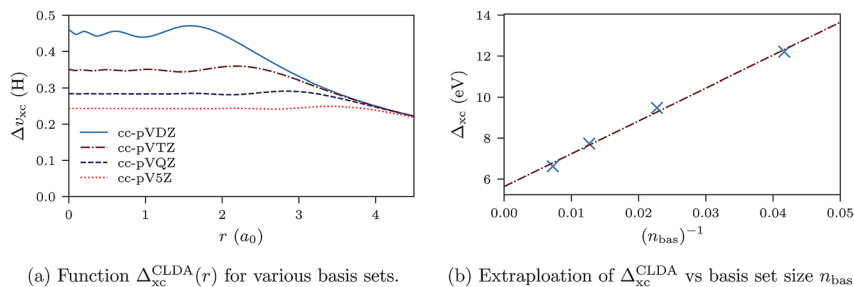 0.5
0.4
0.3
0.2
0.1
0.0
Δv_xc (H)
cc-pVDZ
cc-pVTZ
cc-pVQZ
cc-pV5Z
0 1 2 3 4
r (a_0)
14
12
10
8
6
Δ_xc (eV)
0.00 0.01 0.02 0.03 0.04 0.05
(n_bas)^{-1}
(a) Function Δ_xc^CLDA(r) for various basis sets.
(b) Extraploation of Δ_xc^CLDA vs basis set size n_bas